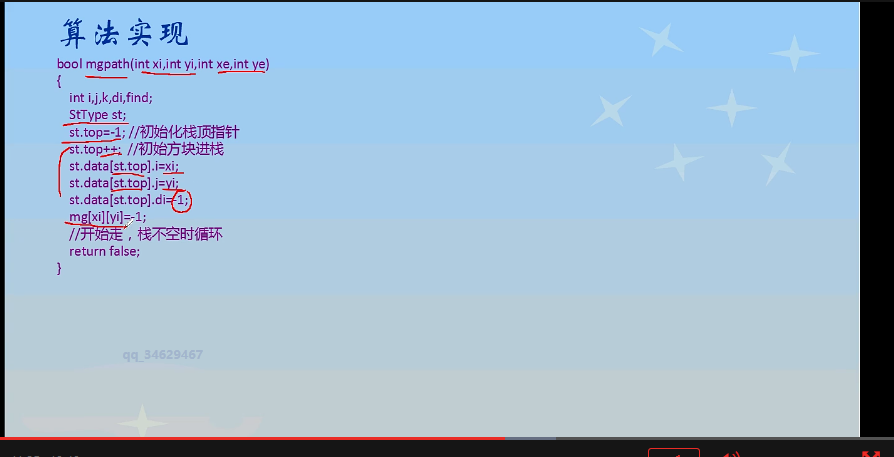 算法实现
bool mgpath(int xi,int yi,int xe,int ye)
{
int i,j,k,di,find;
StType st;
st.top=-1; //初始化栈顶指针
st.top++; //初始方块进栈
st.data[st.top].i=xi;
st.data[st.top].j=yi;
st.data[st.top].di=-1;
mg[xi][yi]=-1;
//开始走，栈不空时循环
return false;
}
qq_34629467